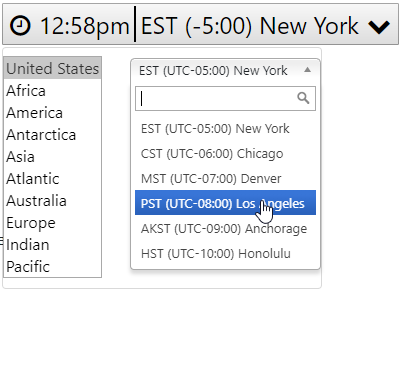 12:58pm EST (-5:00) New York
United States
Africa
America
Antarctica
Asia
Atlantic
Australia
Europe
Indian
Pacific
EST (UTC-05:00) New York
EST (UTC-05:00) New York
CST (UTC-06:00) Chicago
MST (UTC-07:00) Denver
PST (UTC-08:00) Los Angeles
AKST (UTC-09:00) Anchorage
HST (UTC-10:00) Honolulu